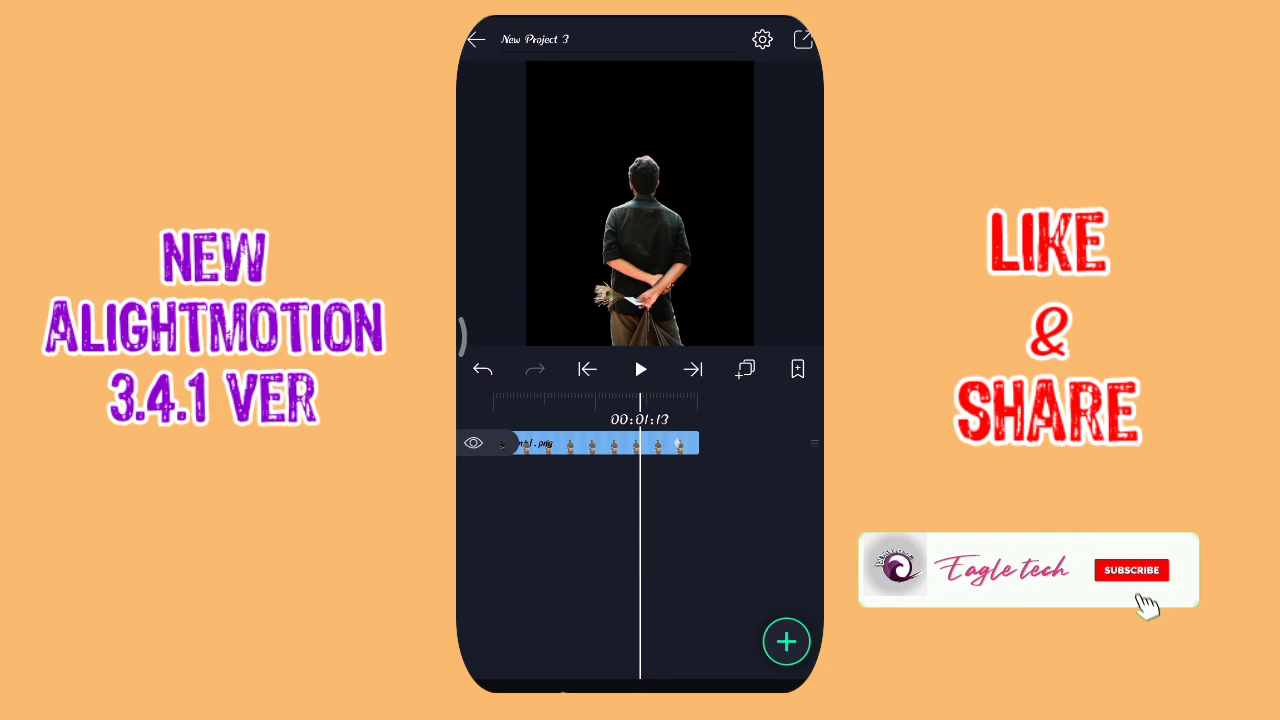 New Project 3
NEW
ALIGHTMOTION
3.4.1 VER
LIKE
&
SHARE
00:01:13
Eagle tech
SUBSCRIBE